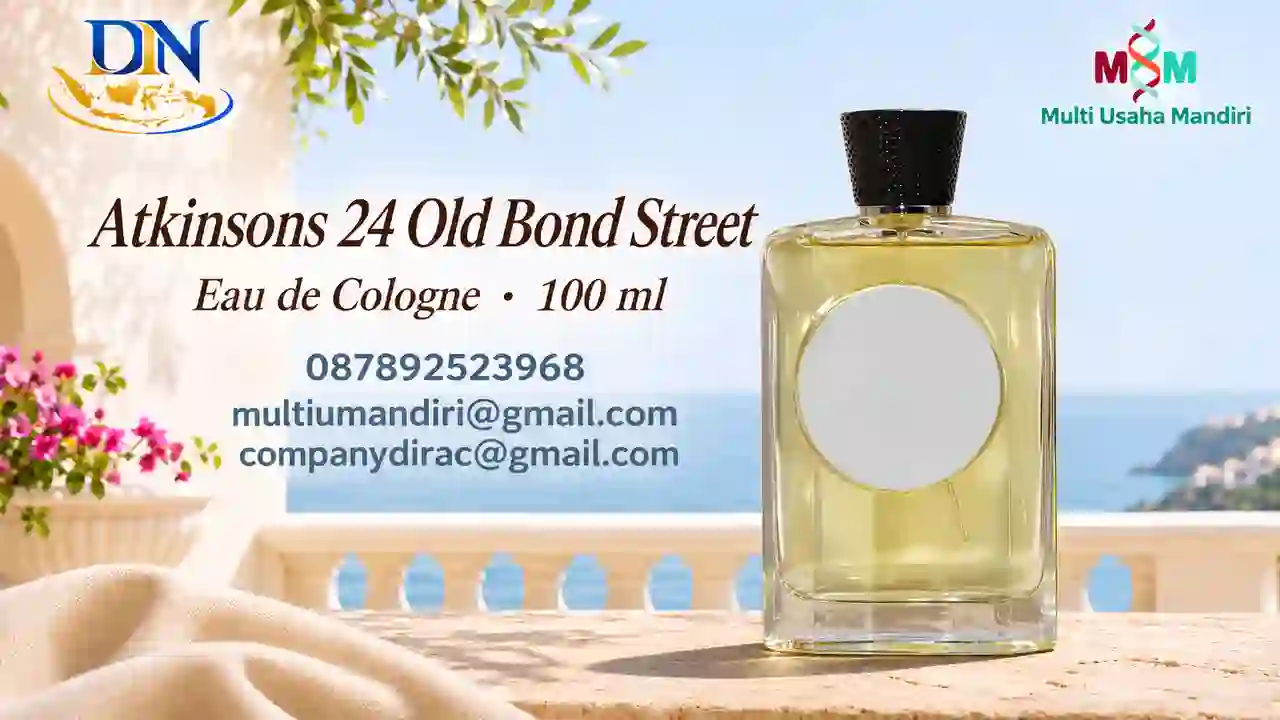 DN
MSM
Multi Usaha Mandiri
Atkinsons 24 Old Bond Street
Eau de Cologne • 100 ml
087892523968
multiumandiri@gmail.com
companydirac@gmail.com